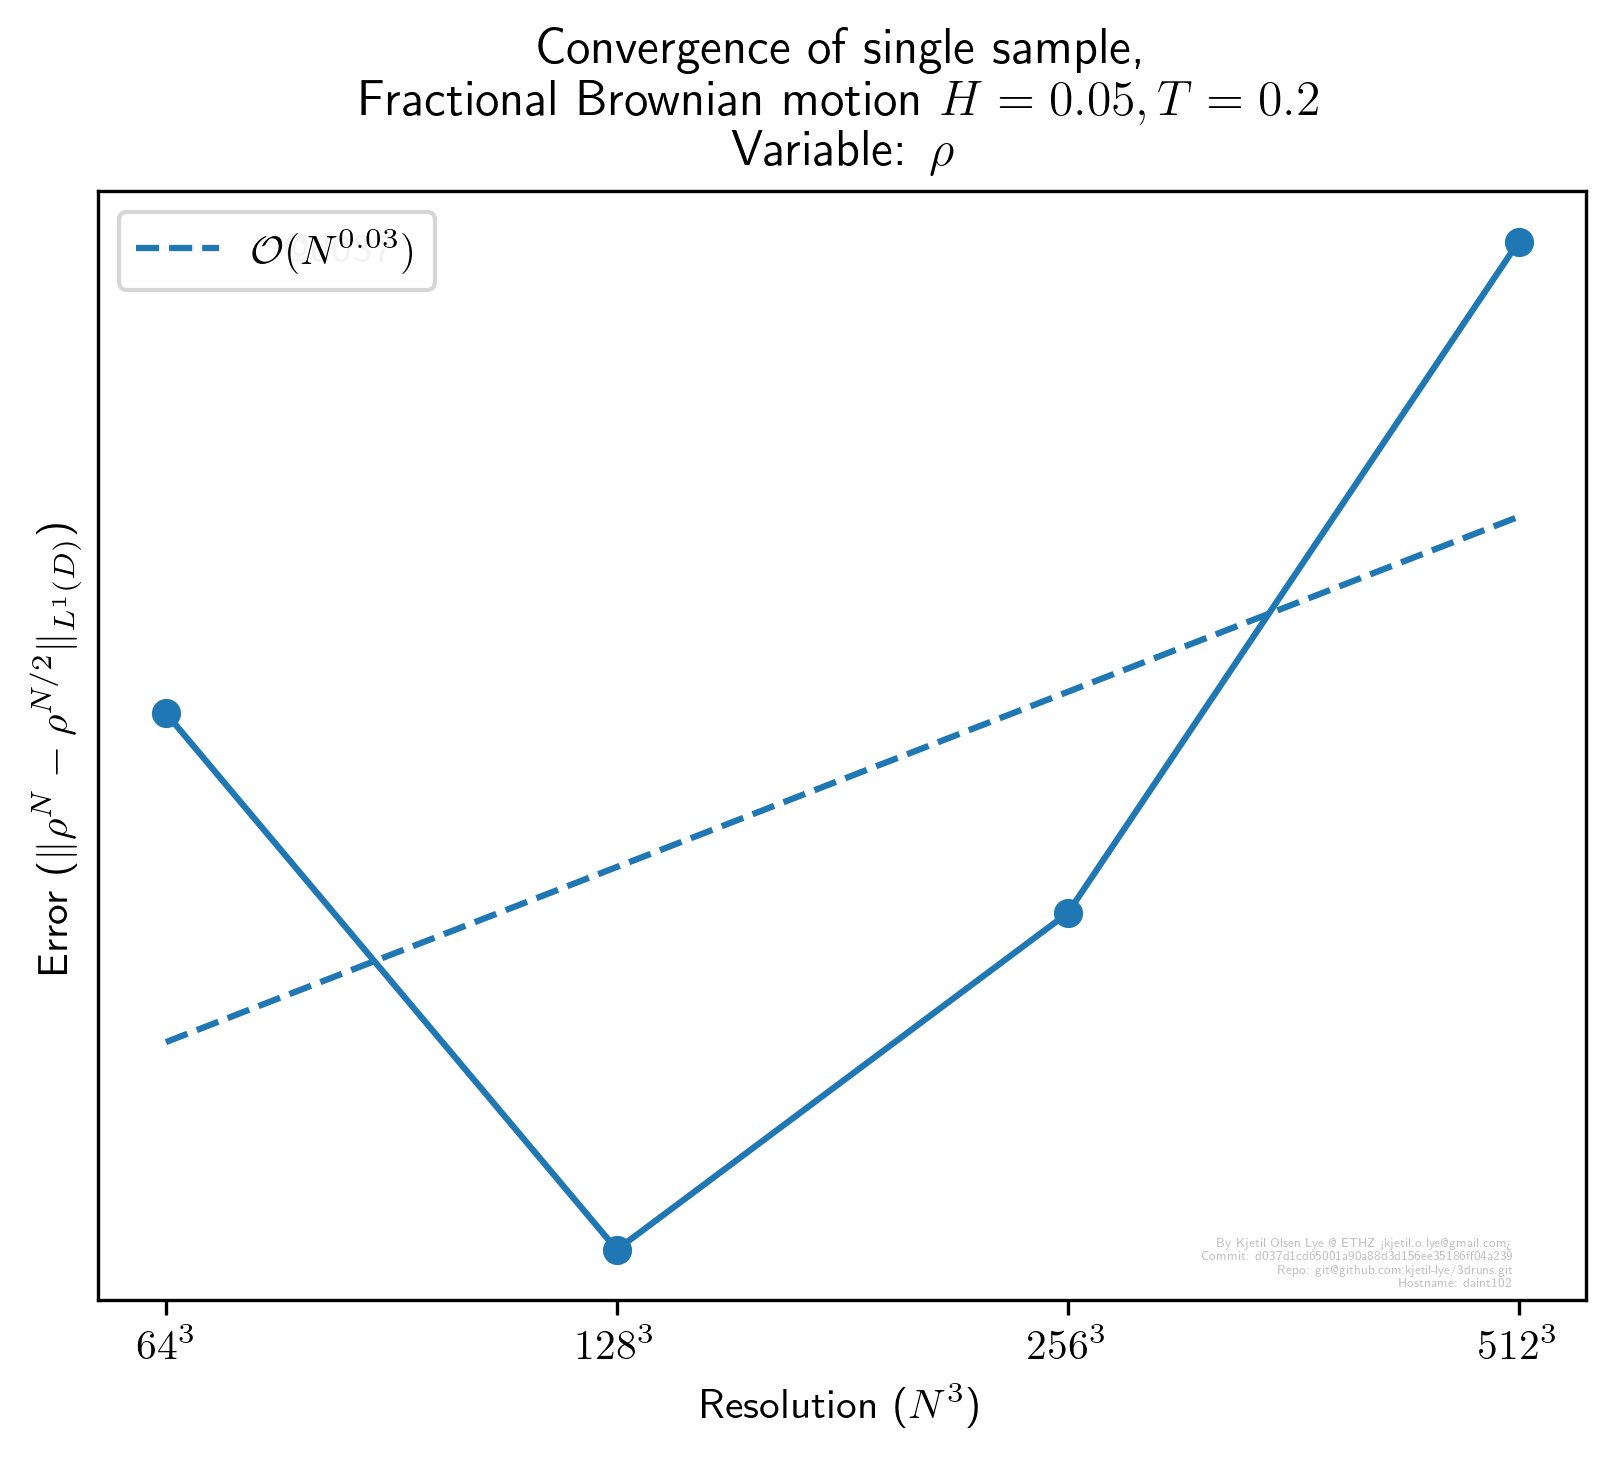 Convergence of single sample,
Fractional Brownian motion H = 0.05, T = 0.2
Variable: ρ
𝒪(N^0.03)
Error (‖ρ^N − ρ^{N/2}‖_{L^1(D)})
64^3 128^3 256^3 512^3
Resolution (N^3)
By Kjetil Olsen Lye @ ETHZ ¡kjetil.o.lye@gmail.com¿
Commit: d037d1cd65001a90a88d3d156ee35186ff04a239
Repo: git@github.com:kjetil-lye/3druns.git
Hostname: daint102